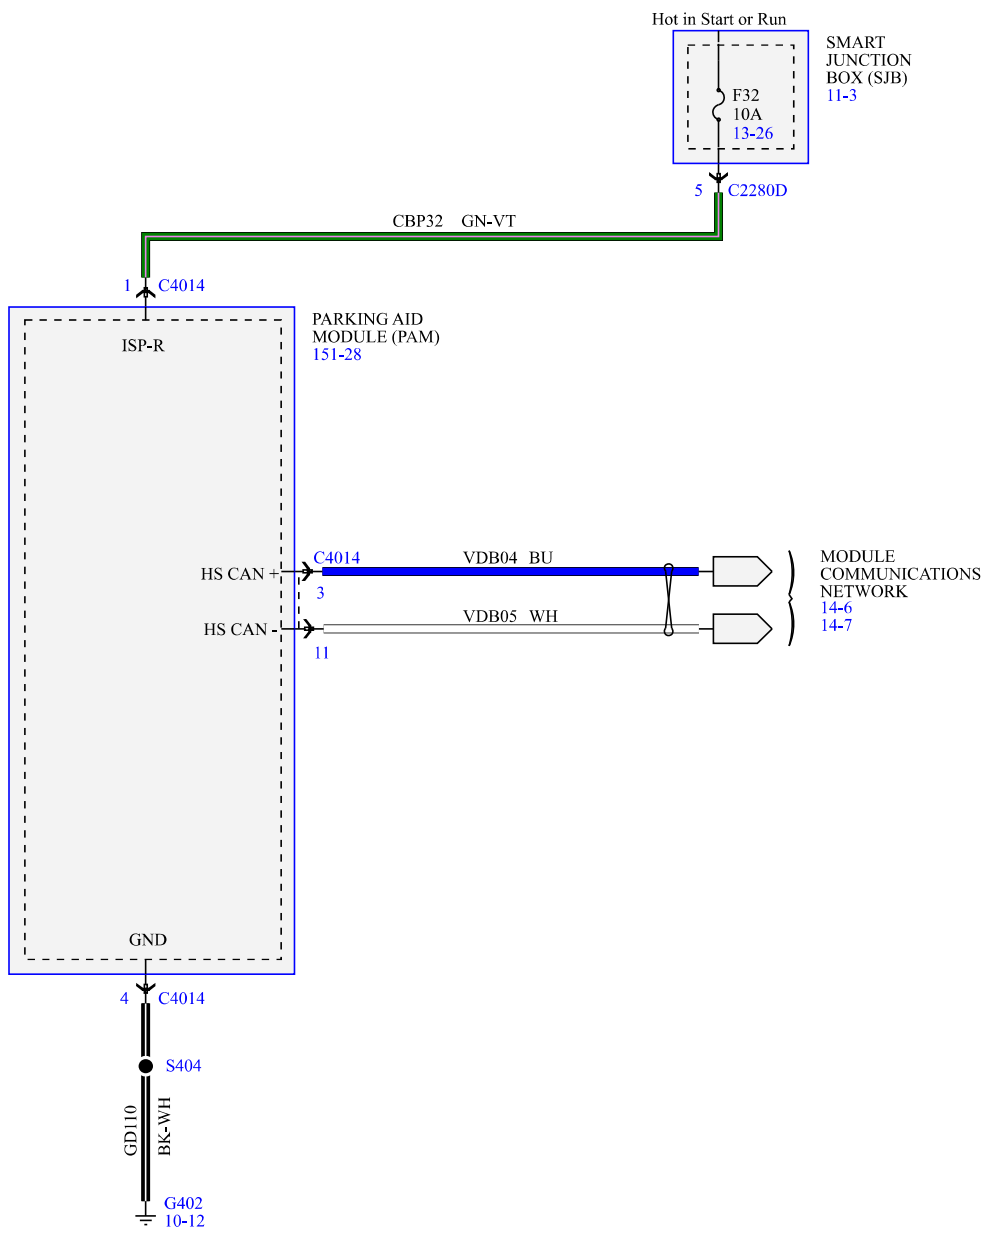 Hot in Start or Run
SMART
JUNCTION
BOX (SJB)
11-3
F32
10A
13-26
5
C2280D
CBP32 GN-VT
1
C4014
PARKING AID
MODULE (PAM)
151-28
ISP-R
C4014
VDB04 BU
MODULE
COMMUNICATIONS
NETWORK
14-6
14-7
HS CAN +
3
VDB05 WH
HS CAN -
11
GND
4
C4014
S404
GD110
BK-WH
G402
10-12